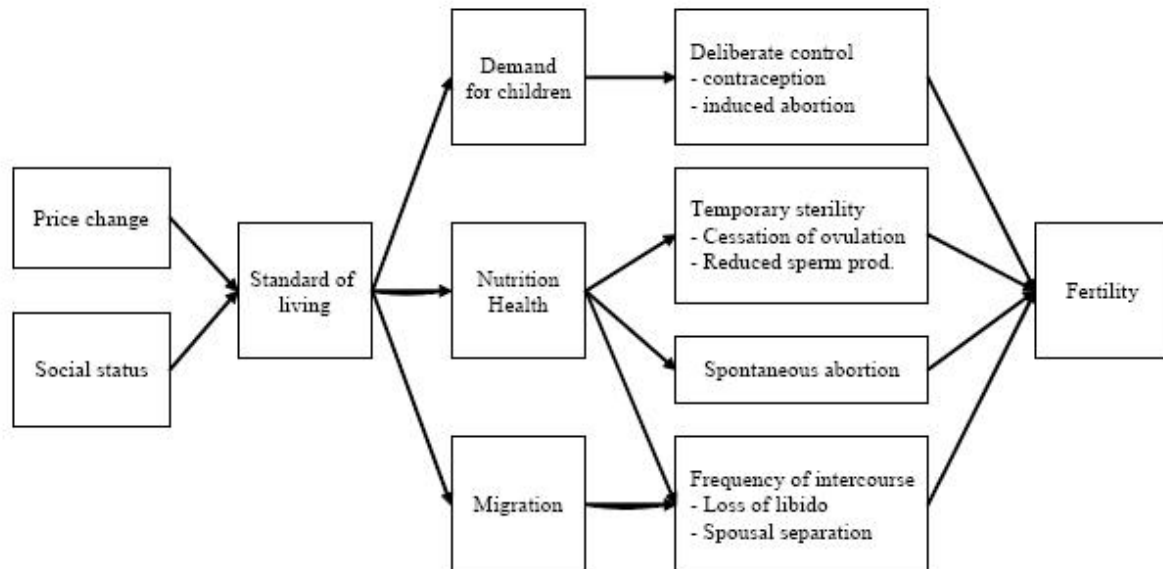 Demand
for children
Deliberate control
- contraception
- induced abortion
Price change
Social status
Standard of
living
Nutrition
Health
Temporary sterility
- Cessation of ovulation
- Reduced sperm prod.
Spontaneous abortion
Fertility
Migration
Frequency of intercourse
- Loss of libido
- Spousal separation